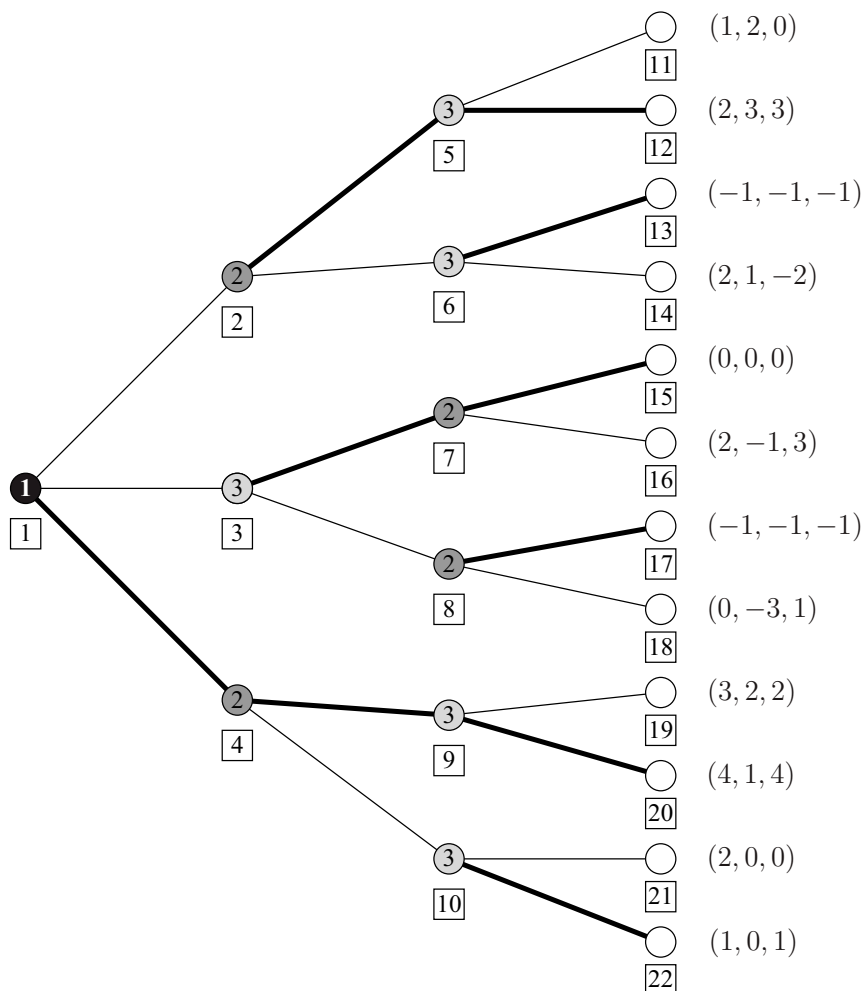 (1, 2, 0)
11
3
(2, 3, 3)
5
12
(−1, −1, −1)
13
3
2
(2, 1, −2)
6
2
14
(0, 0, 0)
15
2
(2, −1, 3)
7
16
1
3
(−1, −1, −1)
1
3
17
2
(0, −3, 1)
8
18
(3, 2, 2)
2
19
3
4
9
(4, 1, 4)
20
3
(2, 0, 0)
10
21
(1, 0, 1)
22